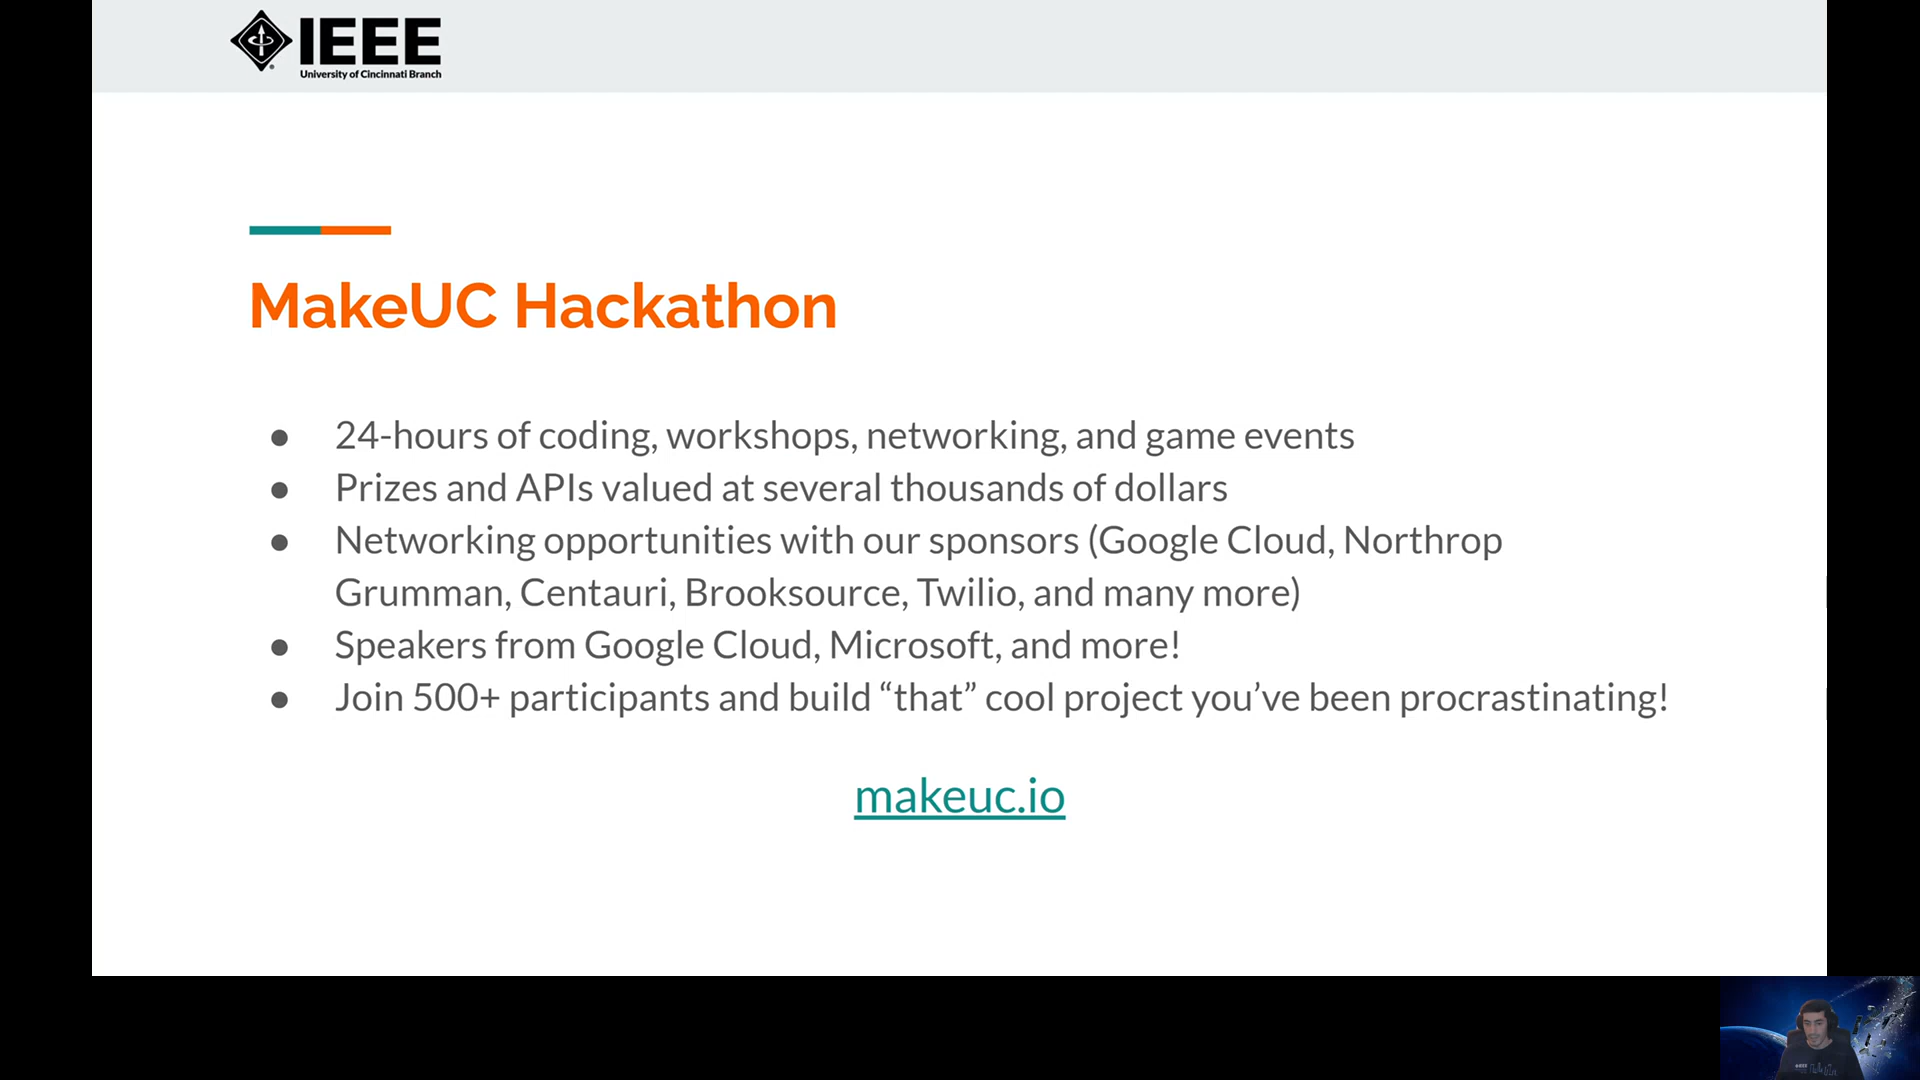 IEEE
University of Cincinnati Branch
MakeUC Hackathon
● 24-hours of coding, workshops, networking, and game events
● Prizes and APIs valued at several thousands of dollars
● Networking opportunities with our sponsors (Google Cloud, Northrop
Grumman, Centauri, Brooksource, Twilio, and many more)
● Speakers from Google Cloud, Microsoft, and more!
● Join 500+ participants and build “that” cool project you’ve been procrastinating!
makeuc.io